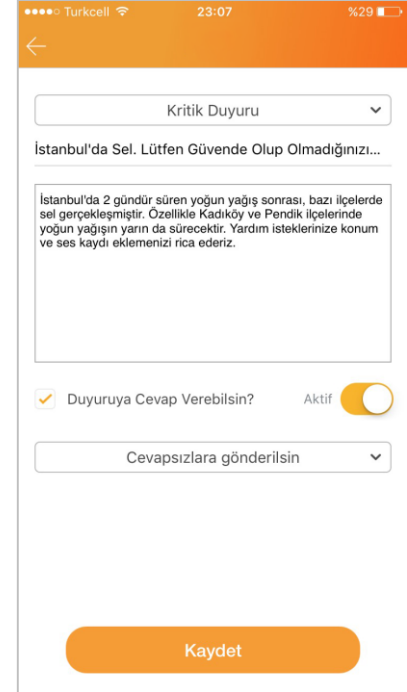 Turkcell 23:07 %29
Kritik Duyuru
İstanbul'da Sel. Lütfen Güvende Olup Olmadığınızı...
İstanbul'da 2 gündür süren yoğun yağış sonrası, bazı ilçelerde
sel gerçekleşmiştir. Özellikle Kadıköy ve Pendik ilçelerinde
yoğun yağışın yarın da sürecektir. Yardım isteklerinize konum
ve ses kaydı eklemenizi rica ederiz.
Duyuruya Cevap Verebilsin? Aktif
Cevapsızlara gönderilsin
Kaydet